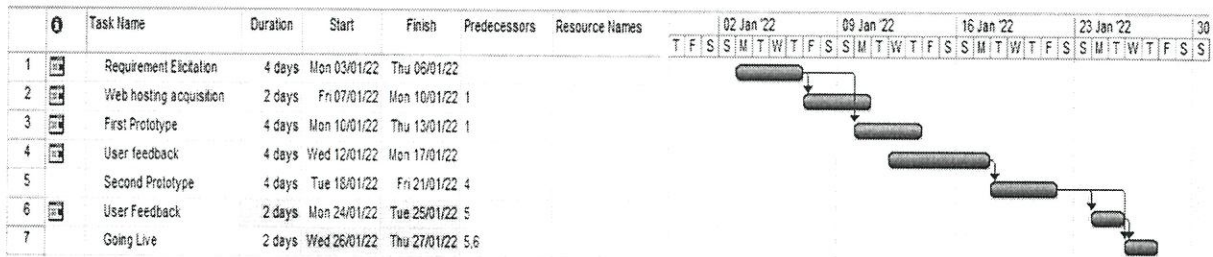 Task Name Duration Start Finish Predecessors Resource Names 02 Jan '22 09 Jan '22 16 Jan '22 23 Jan '22 30
T F S S M T W T F S S M T W T F S S M T W T F S S M T W T F S S
1 Requirement Elicitation 4 days Mon 03/01/22 Thu 06/01/22
2 Web hosting acquisition 2 days Fri 07/01/22 Mon 10/01/22 1
3 First Prototype 4 days Mon 10/01/22 Thu 13/01/22 1
4 User feedback 4 days Wed 12/01/22 Mon 17/01/22
5 Second Prototype 4 days Tue 18/01/22 Fri 21/01/22 4
6 User Feedback 2 days Mon 24/01/22 Tue 25/01/22 5
7 Going Live 2 days Wed 26/01/22 Thu 27/01/22 5,6